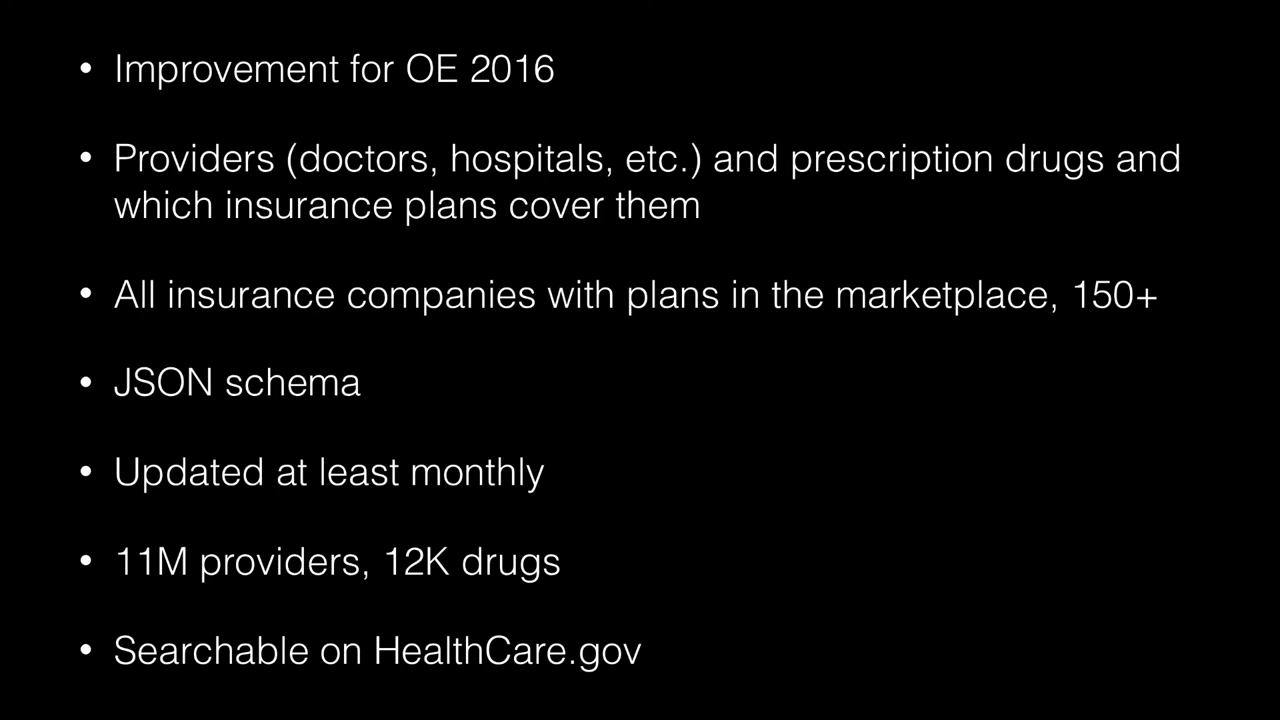 • Improvement for OE 2016
• Providers (doctors, hospitals, etc.) and prescription drugs and
which insurance plans cover them
• All insurance companies with plans in the marketplace, 150+
• JSON schema
• Updated at least monthly
• 11M providers, 12K drugs
• Searchable on HealthCare.gov